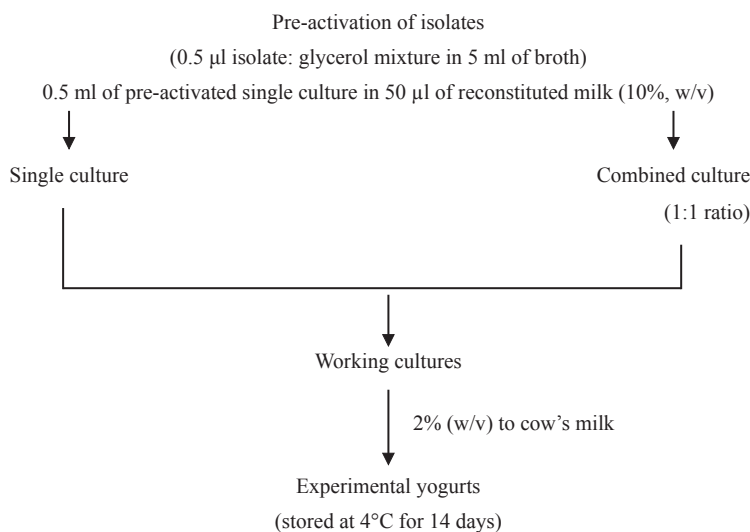 Pre-activation of isolates
(0.5 µl isolate: glycerol mixture in 5 ml of broth)
0.5 ml of pre-activated single culture in 50 µl of reconstituted milk (10%, w/v)
Single culture
Combined culture
(1:1 ratio)
Working cultures
2% (w/v) to cow's milk
Experimental yogurts
(stored at 4°C for 14 days)